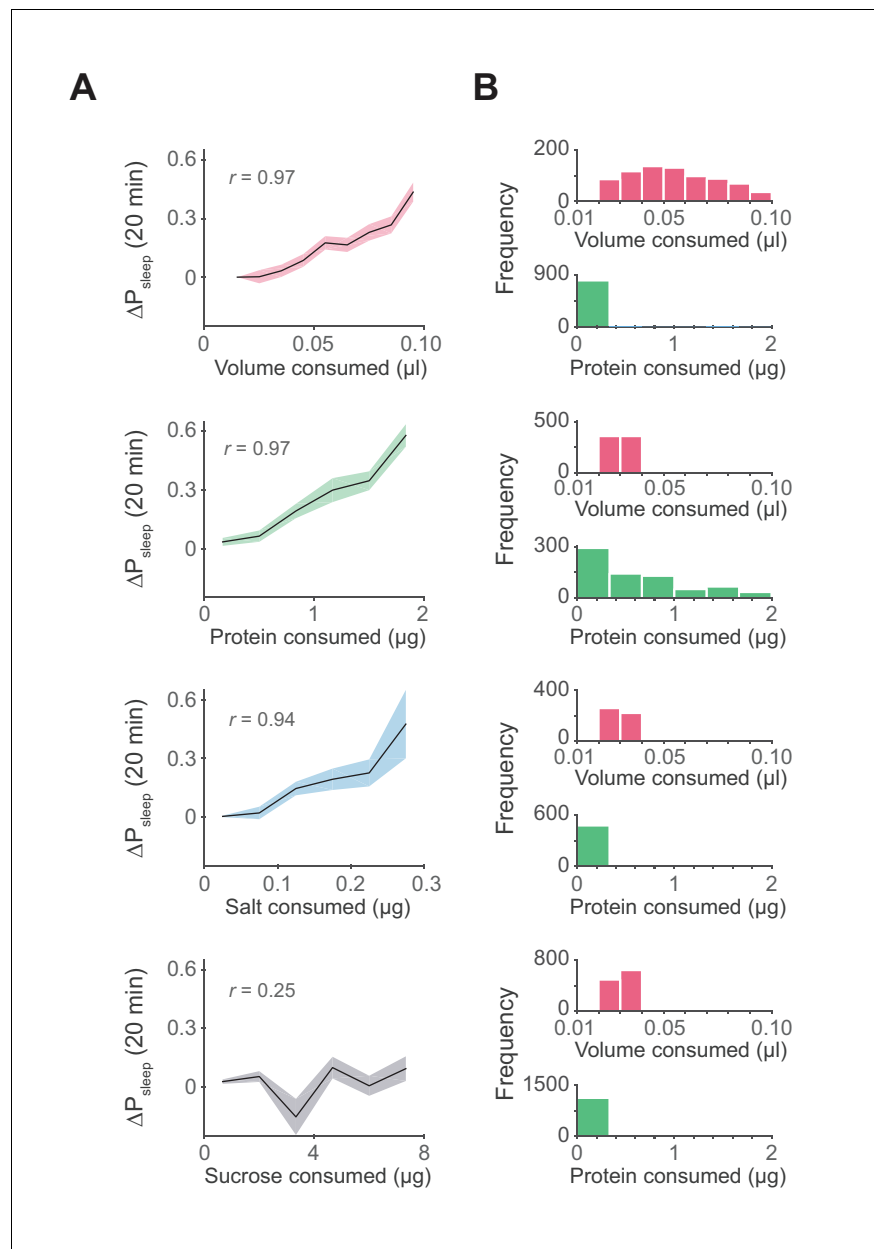 A
B
0.6
0.3
0
ΔPsleep (20 min)
r = 0.97
0
0.05
0.10
Volume consumed (µl)
Frequency
200
0
0.01
0.05
0.10
Volume consumed (µl)
900
0
0
1
2
Protein consumed (µg)
0.6
0.3
0
ΔPsleep (20 min)
r = 0.97
0
1
2
Protein consumed (µg)
Frequency
500
0
0.01
0.05
0.10
Volume consumed (µl)
300
0
0
1
2
Protein consumed (µg)
0.6
0.3
0
ΔPsleep (20 min)
r = 0.94
0
0.1
0.2
0.3
Salt consumed (µg)
Frequency
400
0
0.01
0.05
0.10
Volume consumed (µl)
600
0
0
1
2
Protein consumed (µg)
0.6
0.3
0
ΔPsleep (20 min)
r = 0.25
0
4
8
Sucrose consumed (µg)
Frequency
800
0
0.01
0.05
0.10
Volume consumed (µl)
1500
0
0
1
2
Protein consumed (µg)